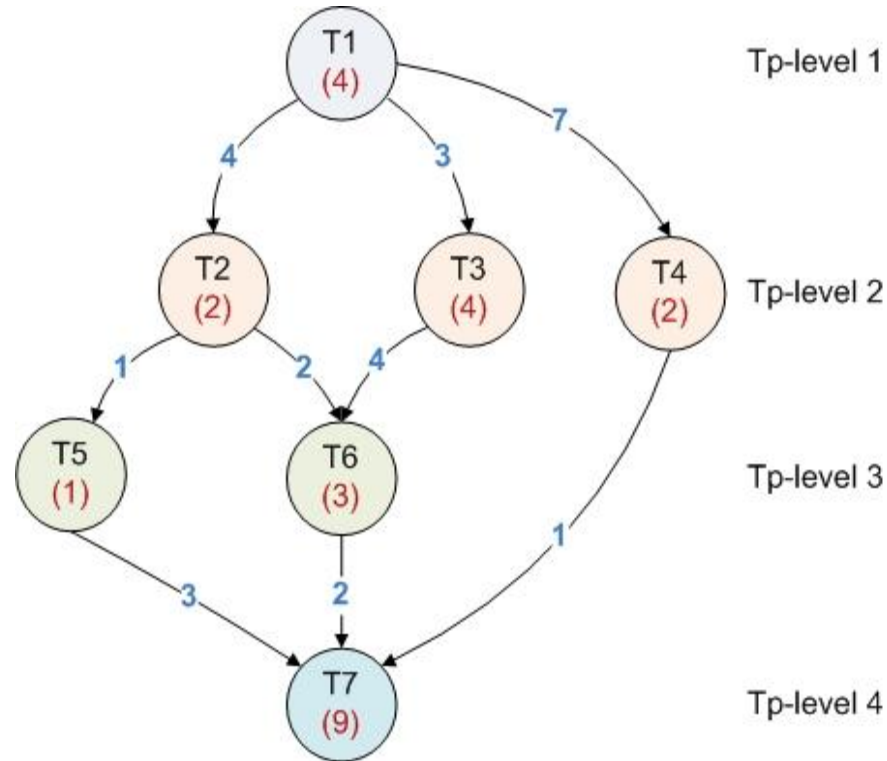 T1
(4)
Tp-level 1
4
3
7
T2
(2)
T3
(4)
T4
(2)
Tp-level 2
1
2
4
T5
(1)
T6
(3)
Tp-level 3
3
2
1
T7
(9)
Tp-level 4